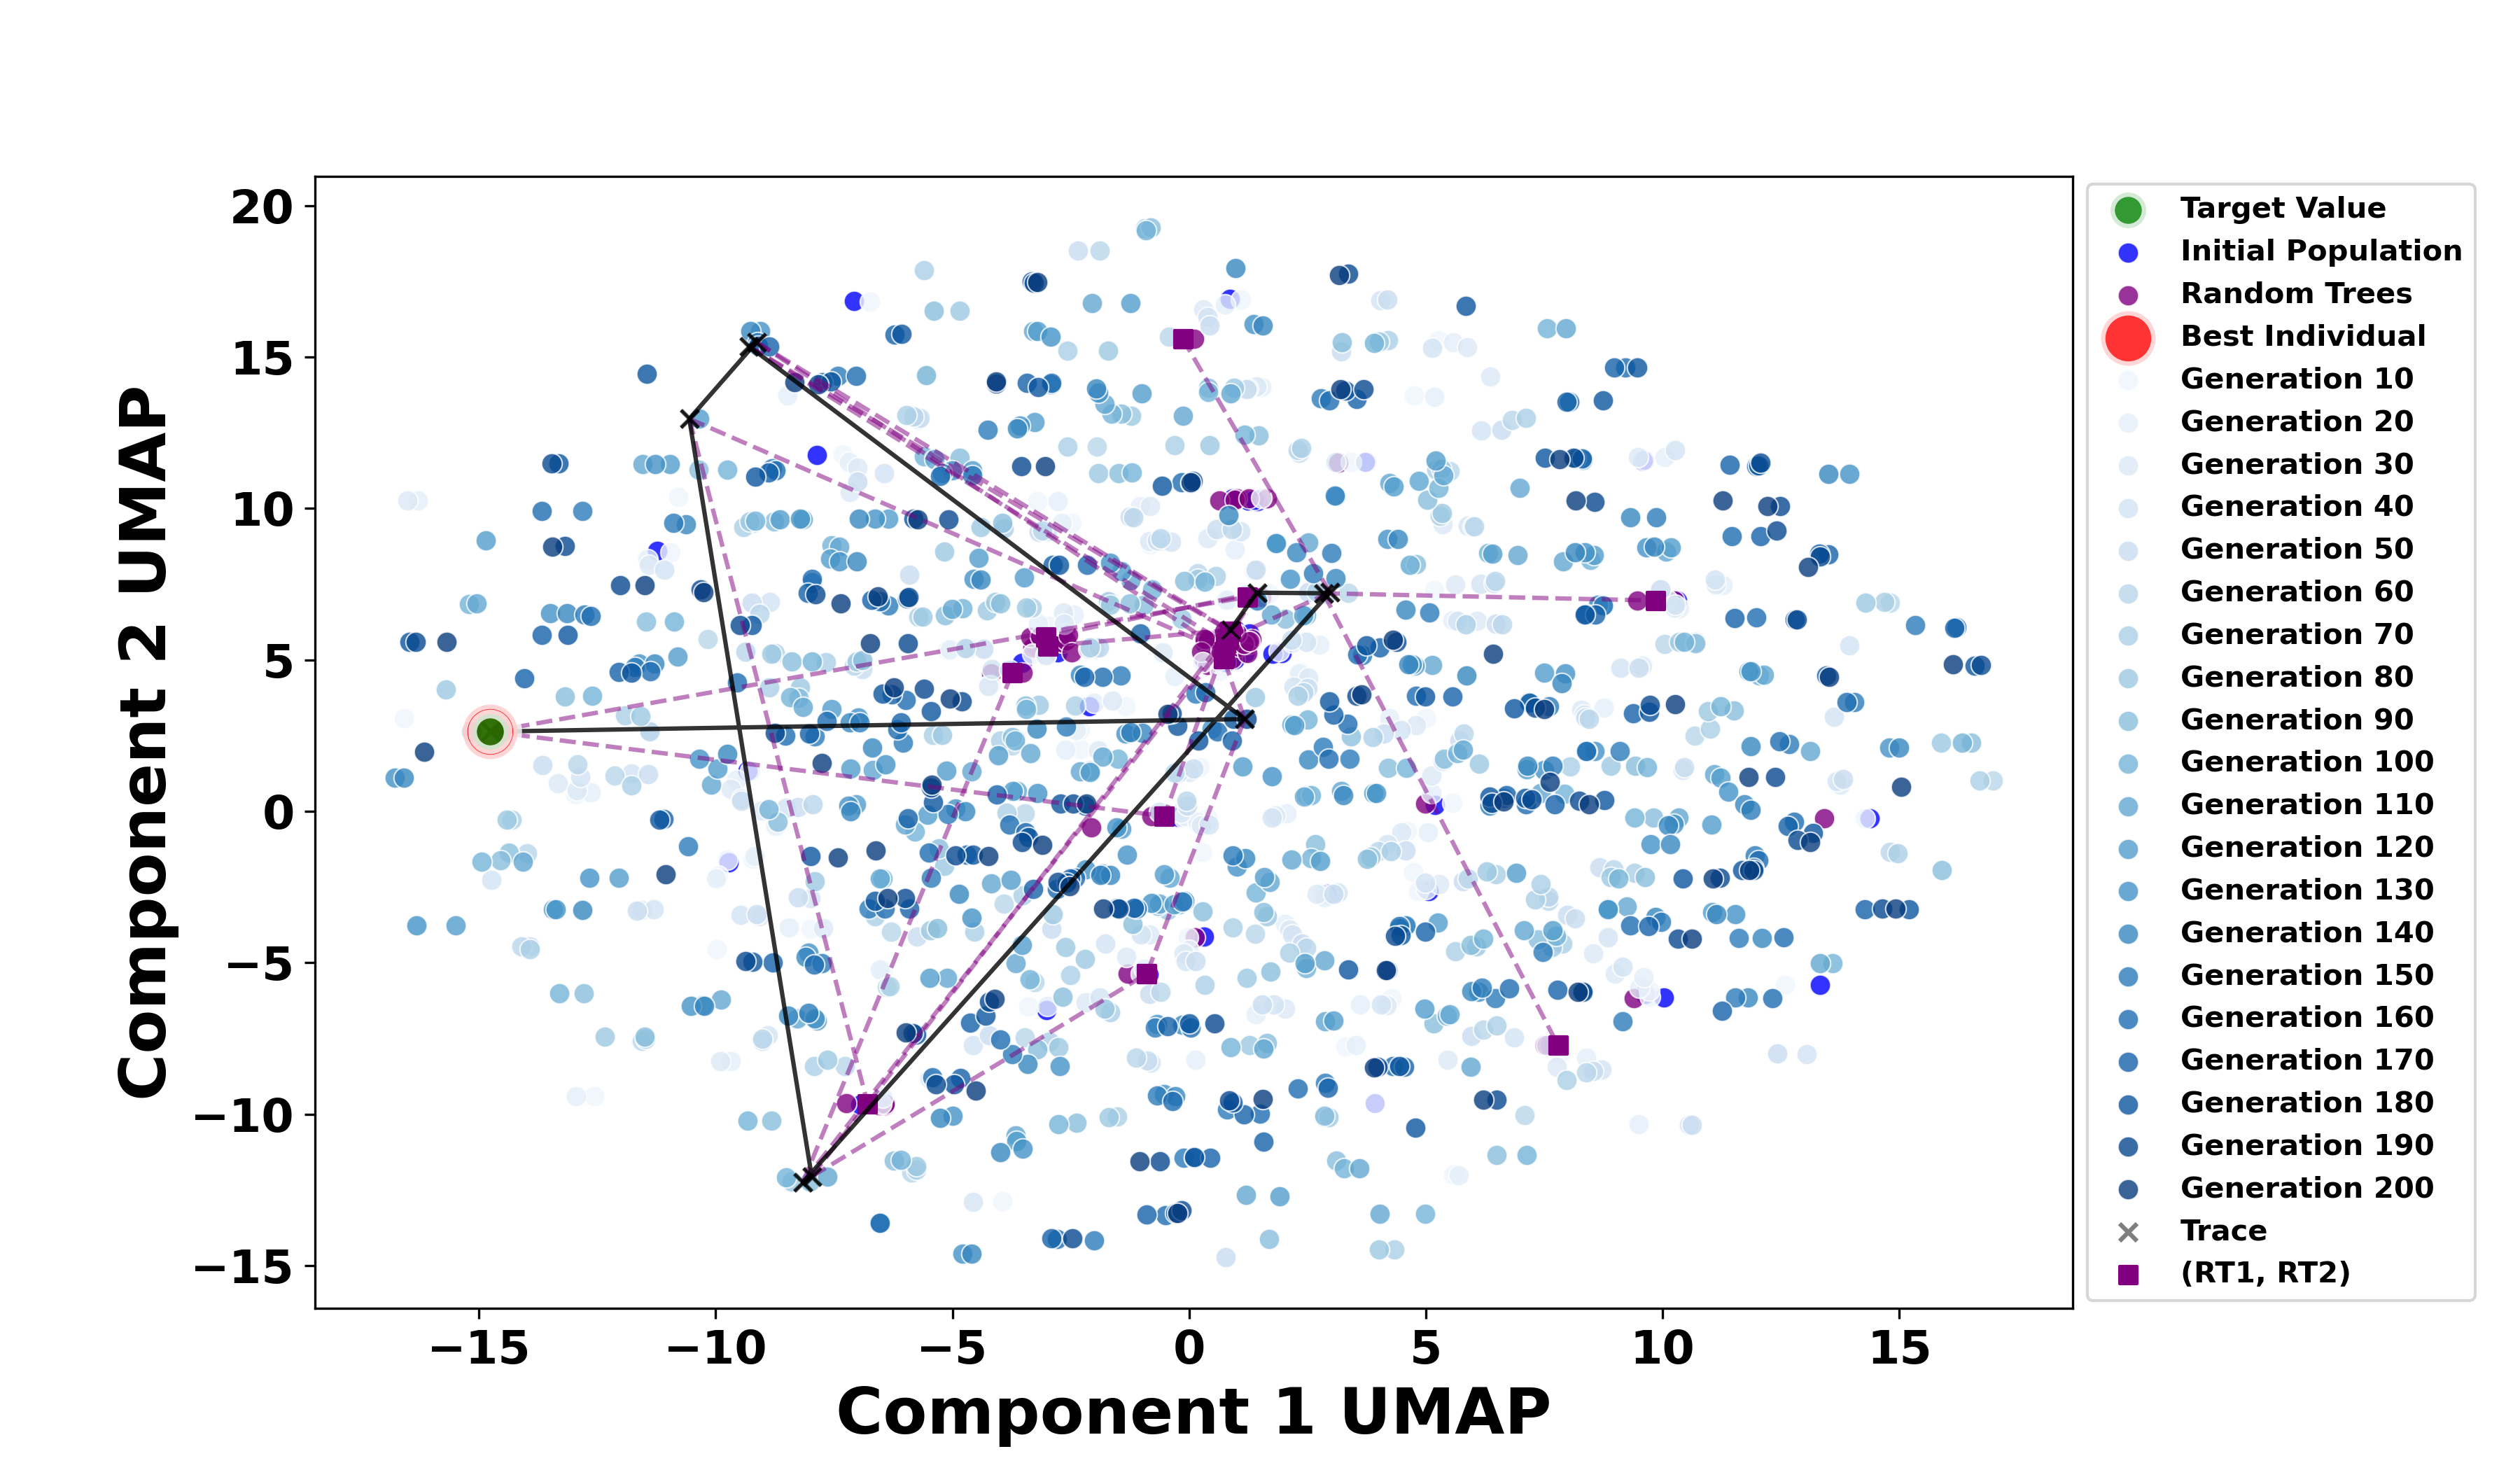 Component 2 UMAP
20
15
10
5
0
−5
−10
−15
−15
−10
−5
0
5
10
15
Component 1 UMAP
Target Value
Initial Population
Random Trees
Best Individual
Generation 10
Generation 20
Generation 30
Generation 40
Generation 50
Generation 60
Generation 70
Generation 80
Generation 90
Generation 100
Generation 110
Generation 120
Generation 130
Generation 140
Generation 150
Generation 160
Generation 170
Generation 180
Generation 190
Generation 200
Trace
(RT1, RT2)